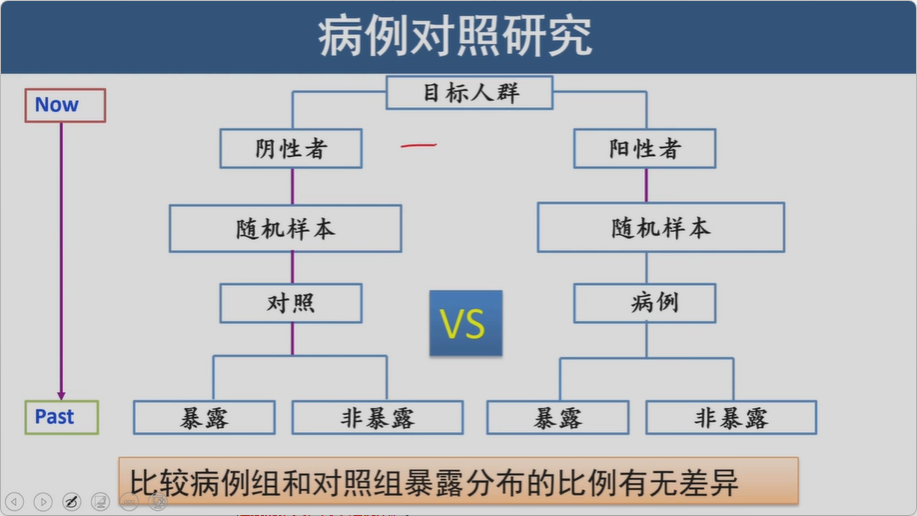 病例对照研究
Now
目标人群
阴性者
阳性者
随机样本
随机样本
对照
VS
病例
Past
暴露
非暴露
暴露
非暴露
比较病例组和对照组暴露分布的比例有无差异